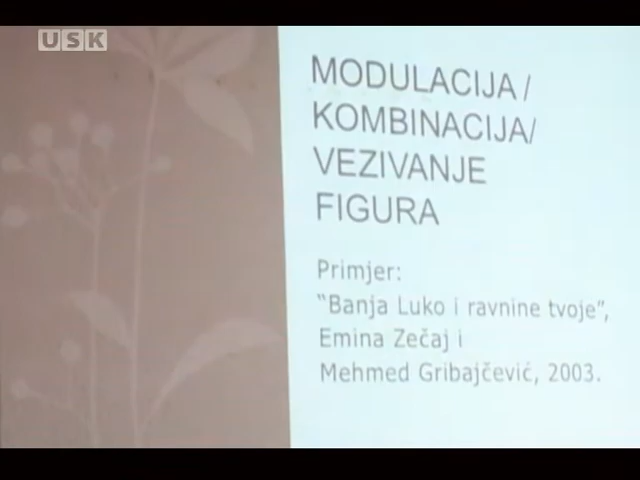 USK
MODULACIJA/
KOMBINACIJA/
VEZIVANJE
FIGURA
Primjer:
"Banja Luko i ravnine tvoje",
Emina Zečaj i
Mehmed Gribajčević, 2003.